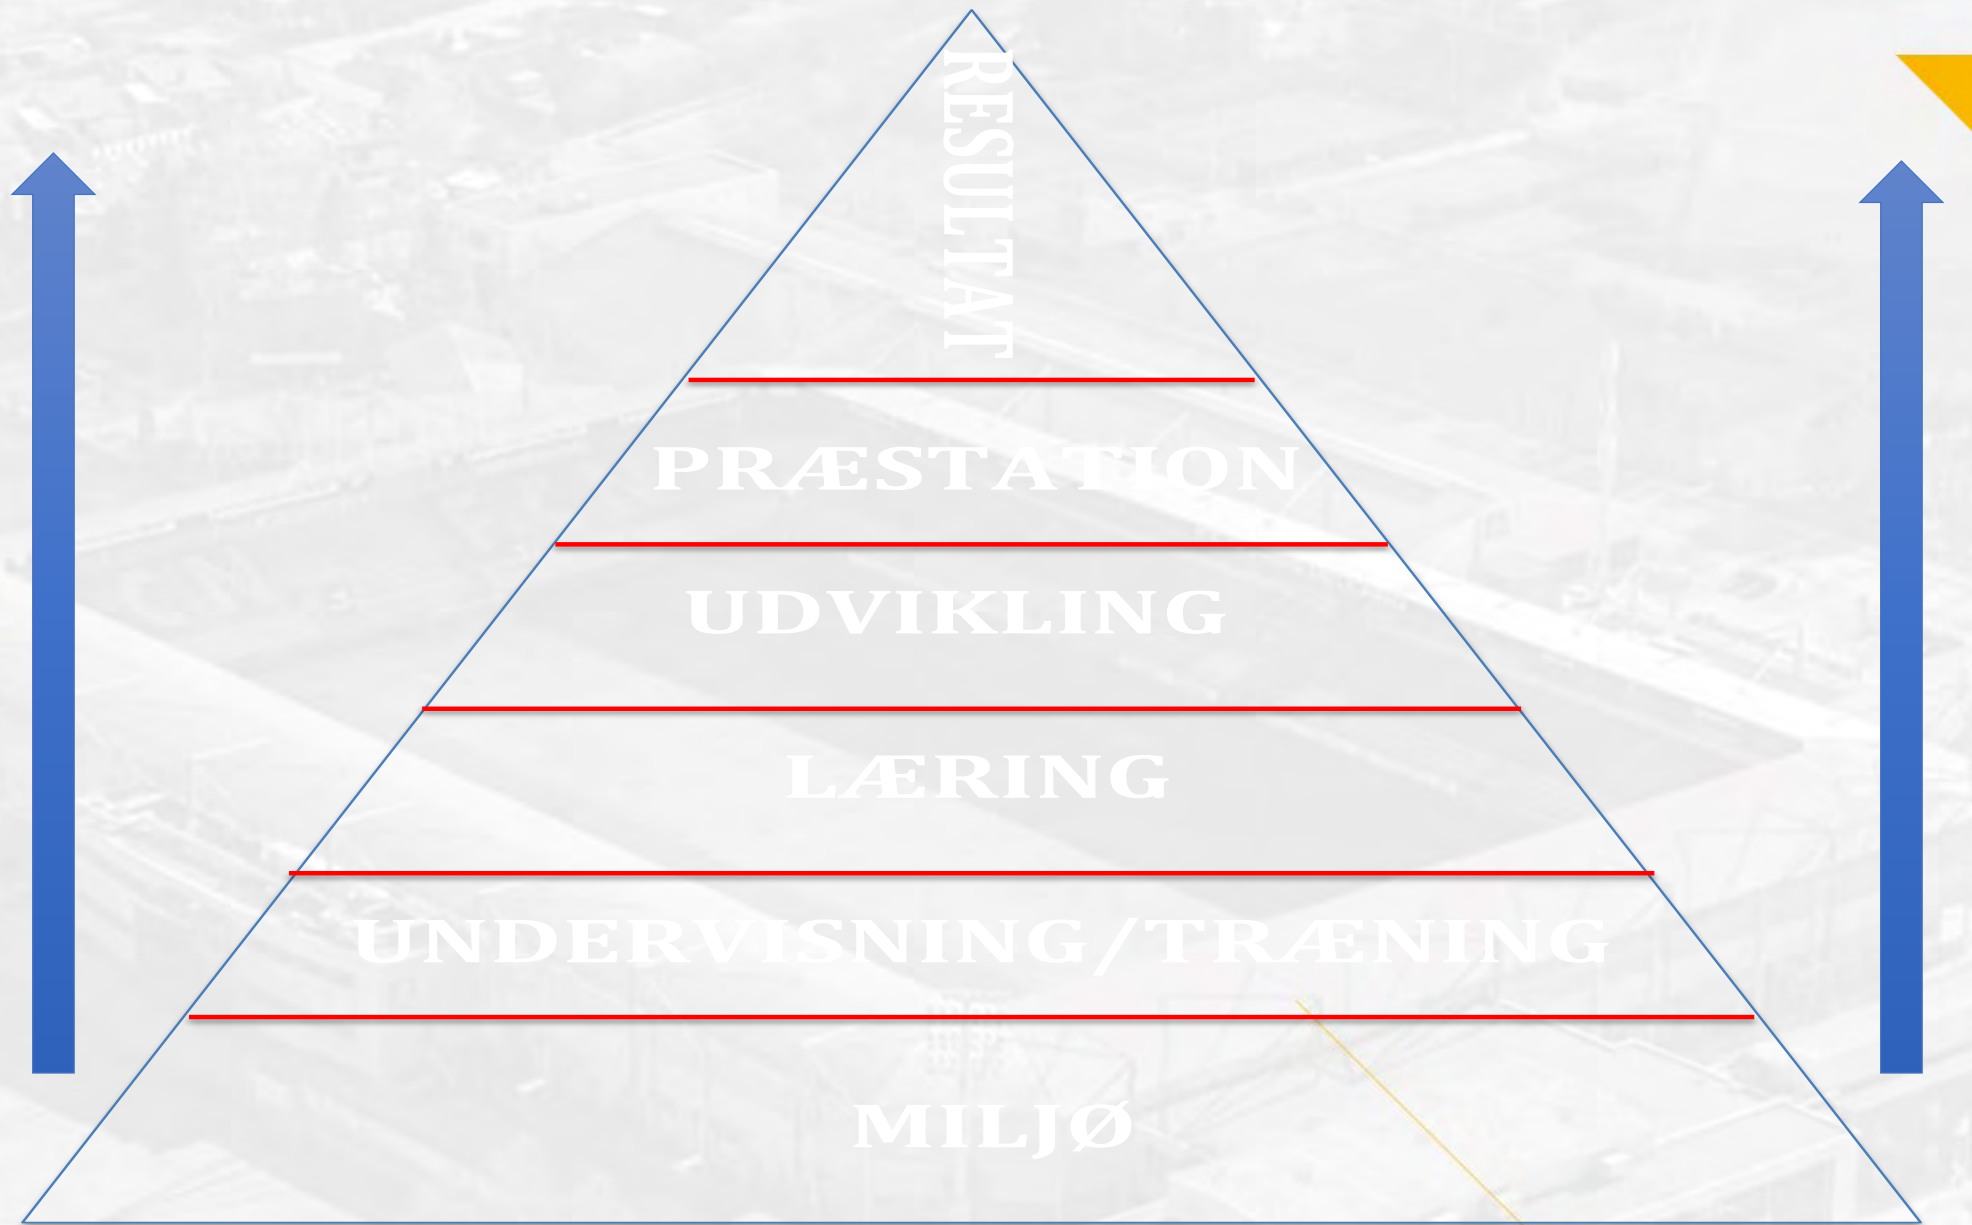 RESULTAT
PRÆSTATION
UDVIKLING
LÆRING
UNDERVISNING/TRÆNING
MILJØ